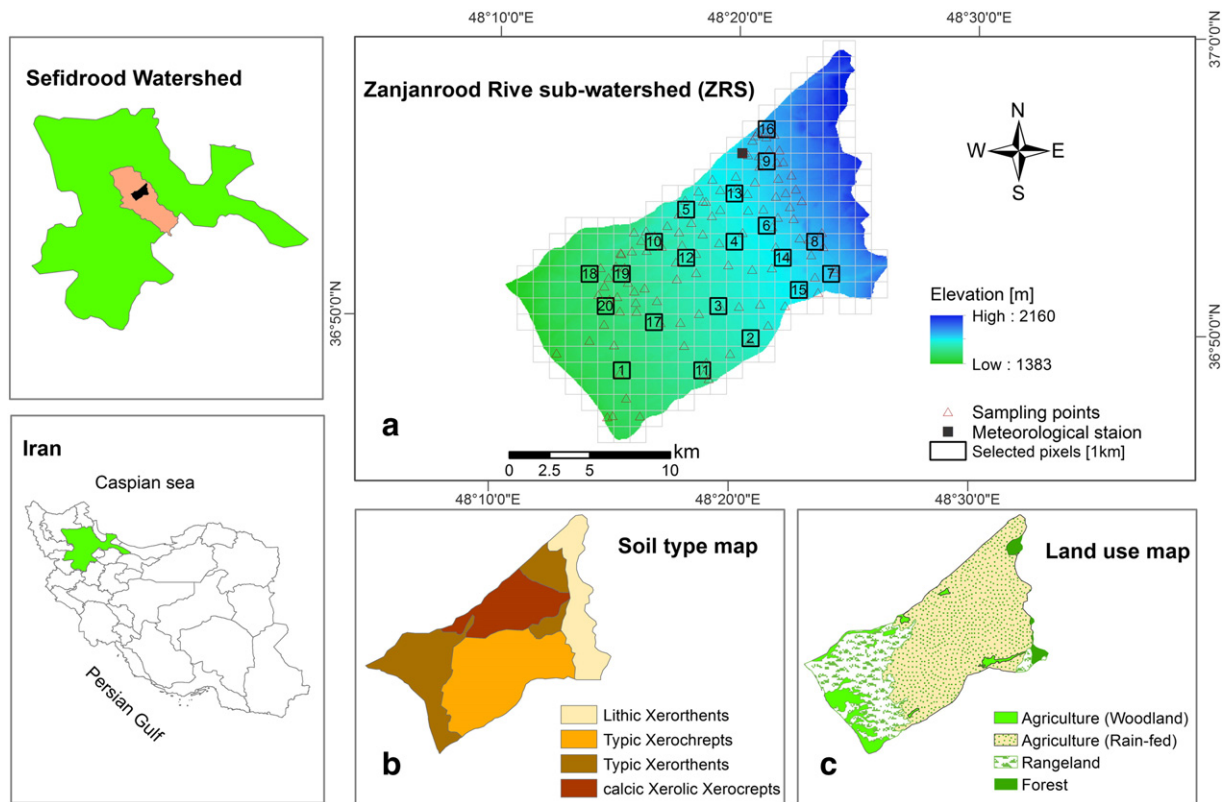 48°10'0"E 48°20'0"E 48°30'0"E
Sefidrood Watershed
Zanjanrood Rive sub-watershed (ZRS)
37°0'0"N
N
W E
S
16
9
13
5
6
10 4 8
12 14
18 19 7
15
20 3
17
2
1 11
36°50'0"N
36°50'0"N
Elevation [m]
High : 2160
Low : 1383
Sampling points
Meteorological staion
Selected pixels [1km]
a
km
0 2.5 5 10
Iran
Caspian sea
Persian Gulf
48°10'0"E 48°20'0"E 48°30'0"E
Soil type map
Lithic Xerorthents
Typic Xerochrepts
Typic Xerorthents
calcic Xerolic Xerocrepts
b
Land use map
Agriculture (Woodland)
Agriculture (Rain-fed)
Rangeland
Forest
c